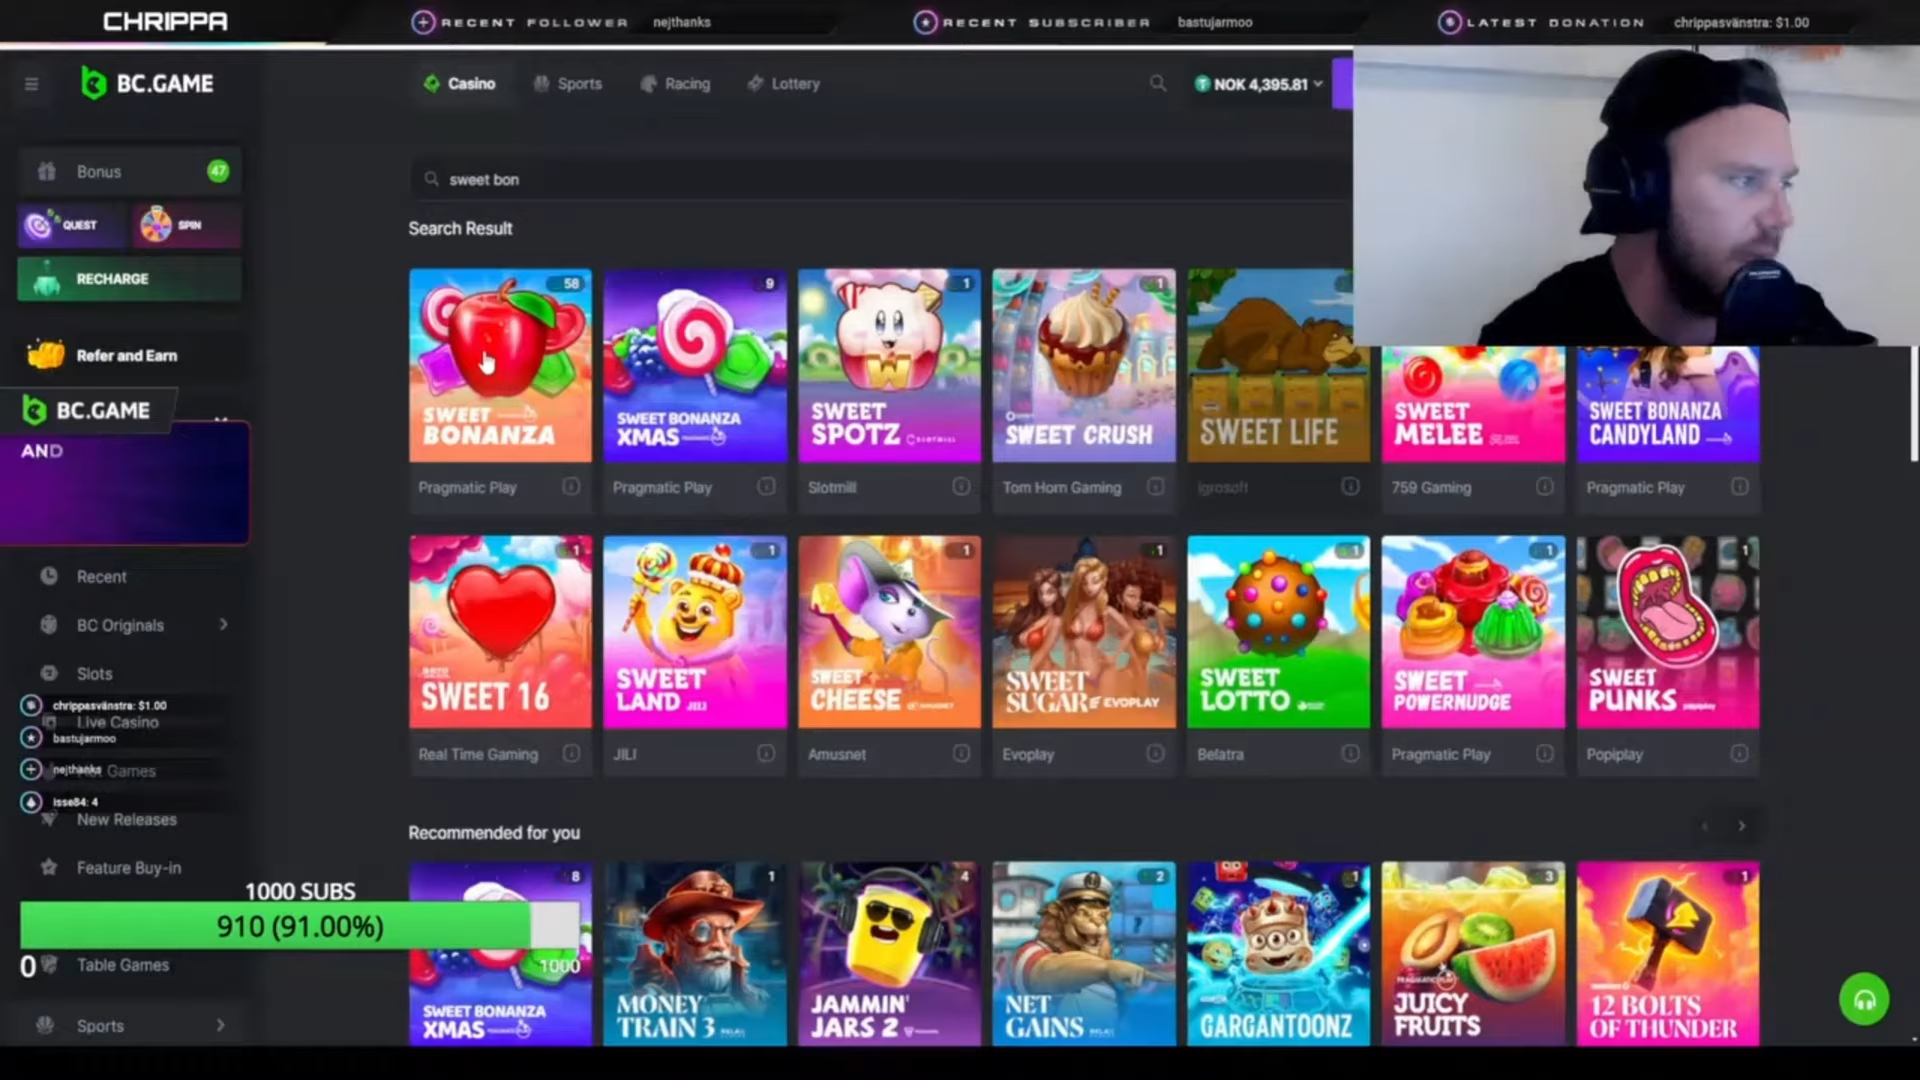 CHRIPPA
RECENT FOLLOWER nejthanks
RECENT SUBSCRIBER bastujarmoo
LATEST DONATION chrippasvänstra: $1.00
BC.GAME
Casino
Sports
Racing
Lottery
NOK 4,395.81
Bonus 47
QUEST
SPIN
RECHARGE
Refer and Earn
BC.GAME
AND
Recent
BC Originals
Slots
chrippasvänstra: $1.00
Live Casino
bastujarmoo
nejthanks
Games
isse84: 4
New Releases
Feature Buy-in
1000 SUBS
910 (91.00%)
0
1000
Table Games
Sports
sweet bon
Search Result
58
SWEET
BONANZA
Pragmatic Play
9
SWEET BONANZA
XMAS
Pragmatic Play
1
SWEET
SPOTZ
Slotmill
1
SWEET CRUSH
Tom Horn Gaming
SWEET LIFE
Igrosoft
SWEET
MELEE
759 Gaming
SWEET BONANZA
CANDYLAND
Pragmatic Play
1
SWEET 16
Real Time Gaming
1
SWEET
LAND JILI
JILI
1
SWEET
CHEESE AMUSNET
Amusnet
1
SWEET
SUGAR EVOPLAY
Evoplay
1
SWEET
LOTTO
Belatra
1
SWEET
POWERNUDGE
Pragmatic Play
1
SWEET
PUNKS popiplay
Popiplay
Recommended for you
8
SWEET BONANZA
XMAS
1
MONEY
TRAIN 3
4
JAMMIN'
JARS 2
2
NET
GAINS
1
GARGANTOONZ
3
JUICY
FRUITS
1
12 BOLTS
OF THUNDER